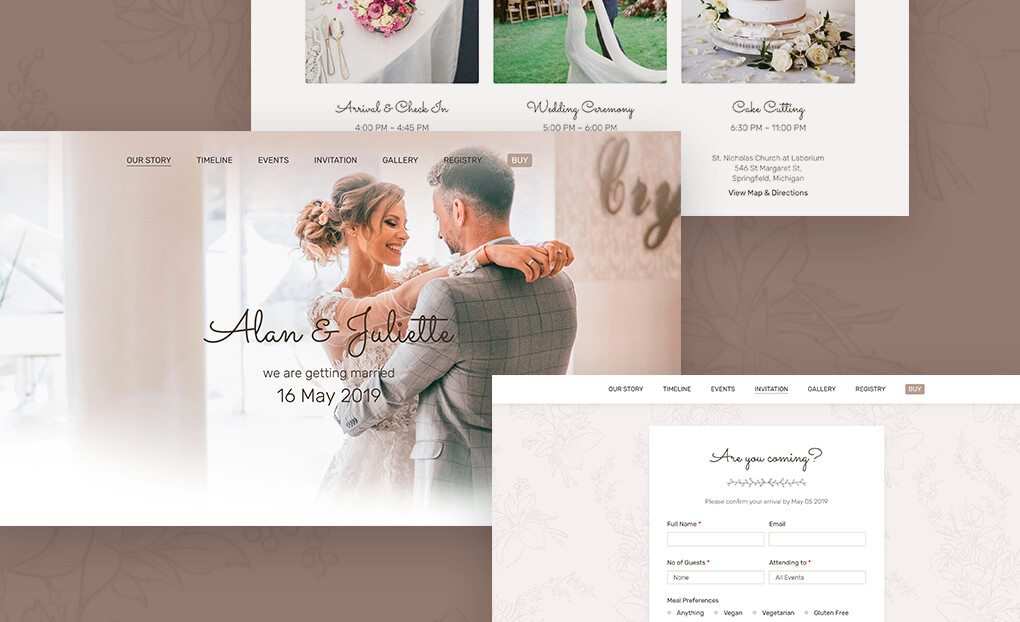 Arrival & Check In
4:00 PM – 4:45 PM
Wedding Ceremony
5:00 PM – 6:00 PM
Cake Cutting
6:30 PM – 11:00 PM
St. Nicholas Church at Laborium
546 St Margaret St,
Springfield, Michigan
View Map & Directions
OUR STORY TIMELINE EVENTS INVITATION GALLERY REGISTRY BUY
Alan & Juliette
we are getting married
16 May 2019
OUR STORY TIMELINE EVENTS INVITATION GALLERY REGISTRY BUY
Are you coming?
Please confirm your arrival by May 05 2019
Full Name * Email
No of Guests * Attending to *
None All Events
Meal Preferences
Anything Vegan Vegetarian Gluten Free